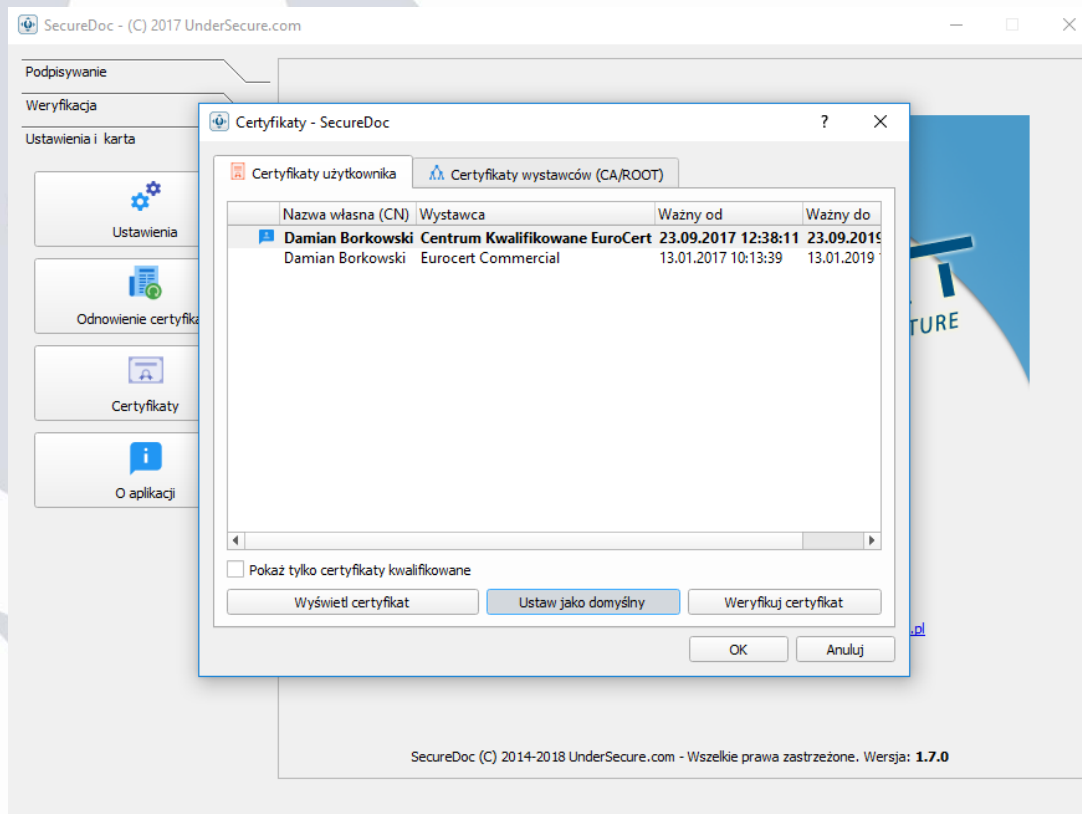 SecureDoc - (C) 2017 UnderSecure.com
Podpisywanie
Weryfikacja
Ustawienia i karta
Ustawienia
Odnowienie certyfika
Certyfikaty
O aplikacji
Certyfikaty - SecureDoc
?
Certyfikaty użytkownika
Certyfikaty wystawców (CA/ROOT)
Nazwa własna (CN) Wystawca Ważny od Ważny do
Damian Borkowski Centrum Kwalifikowane EuroCert 23.09.2017 12:38:11 23.09.2019
Damian Borkowski Eurocert Commercial 13.01.2017 10:13:39 13.01.2019
Pokaż tylko certyfikaty kwalifikowane
Wyświetl certyfikat
Ustaw jako domyślny
Weryfikuj certyfikat
OK
Anuluj
T
TURE
.pl
SecureDoc (C) 2014-2018 UnderSecure.com - Wszelkie prawa zastrzeżone. Wersja: 1.7.0